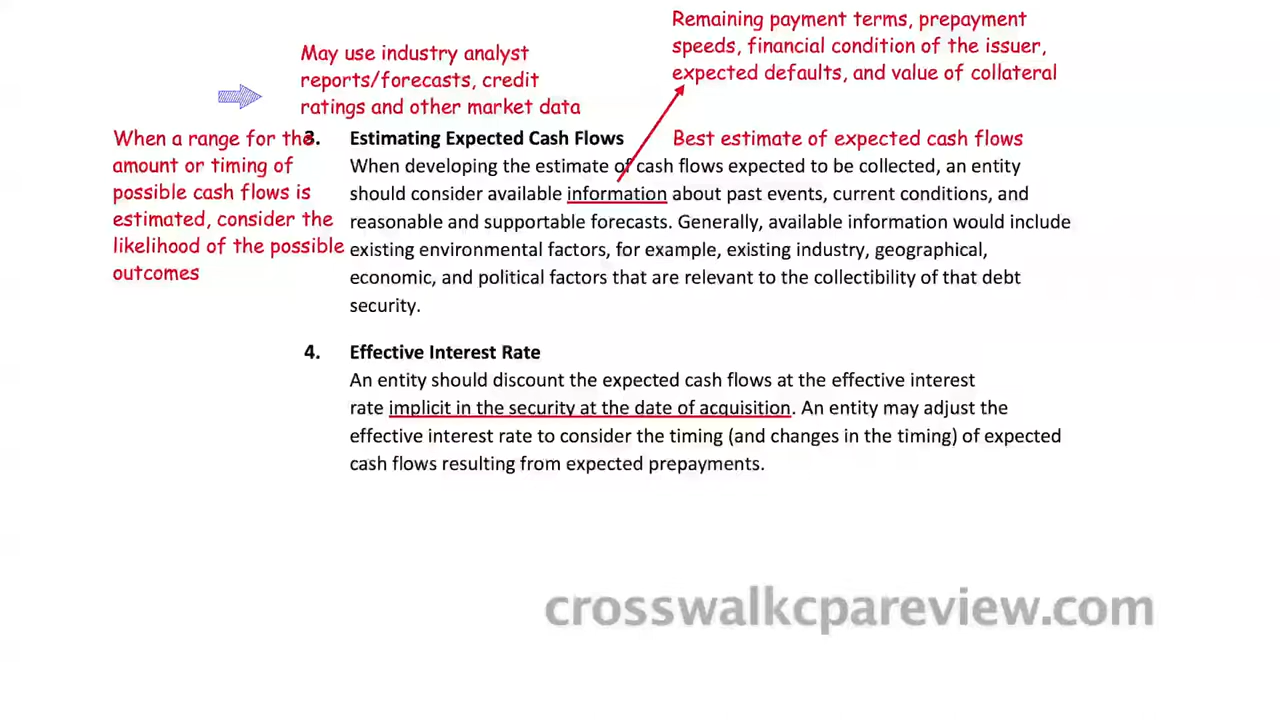 Remaining payment terms, prepayment
speeds, financial condition of the issuer,
expected defaults, and value of collateral
May use industry analyst
reports/forecasts, credit
ratings and other market data
When a range for the
amount or timing of
possible cash flows is
estimated, consider the
likelihood of the possible
outcomes
3. Estimating Expected Cash Flows
Best estimate of expected cash flows
When developing the estimate of cash flows expected to be collected, an entity
should consider available information about past events, current conditions, and
reasonable and supportable forecasts. Generally, available information would include
existing environmental factors, for example, existing industry, geographical,
economic, and political factors that are relevant to the collectibility of that debt
security.
4. Effective Interest Rate
An entity should discount the expected cash flows at the effective interest
rate implicit in the security at the date of acquisition. An entity may adjust the
effective interest rate to consider the timing (and changes in the timing) of expected
cash flows resulting from expected prepayments.
crosswalkcpareview.com